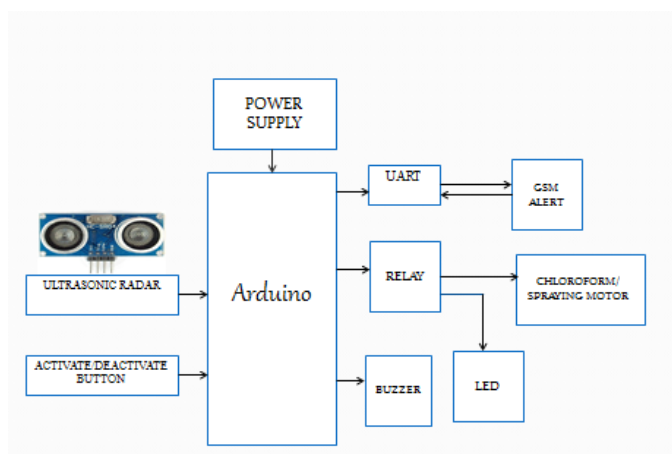 POWER
SUPPLY
UART
GSM
ALERT
ULTRASONIC RADAR
Arduino
RELAY
CHLOROFORM/
SPRAYING MOTOR
ACTIVATE/DEACTIVATE
BUTTON
BUZZER
LED